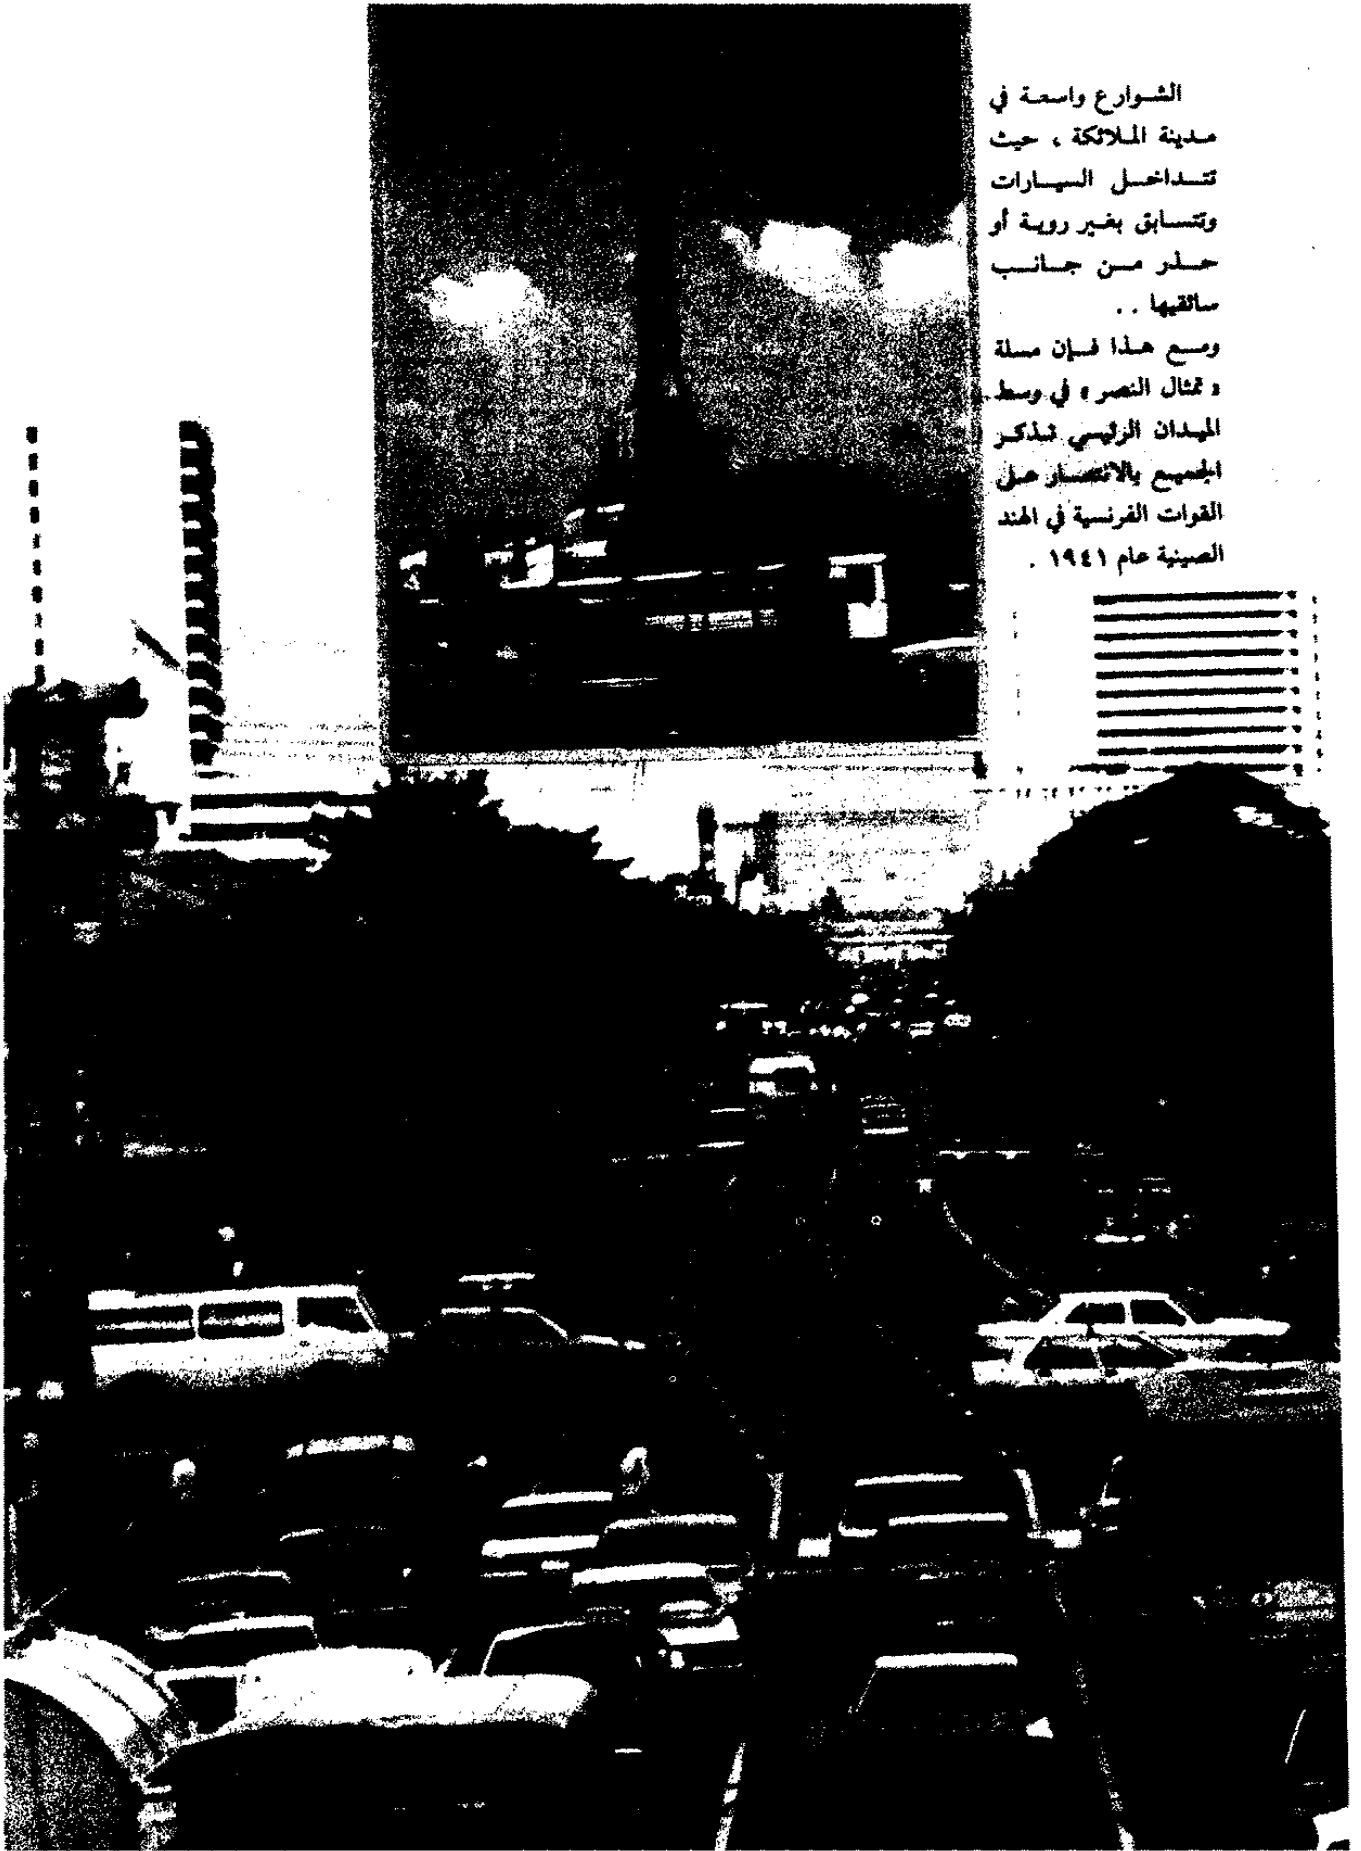 الشوارع واسعة في
مدينة الملائكة ، حيث
تتداخل السيارات
وتتسابق بغير روية أو
حذر من جانب
سائقيها . .
ومع هذا فإن مسلة
« تمثال النصر » في وسط
الميدان الرئيسي تذكر
الجميع بالانتصار على
القوات الفرنسية في الهند
الصينية عام ١٩٤١ .